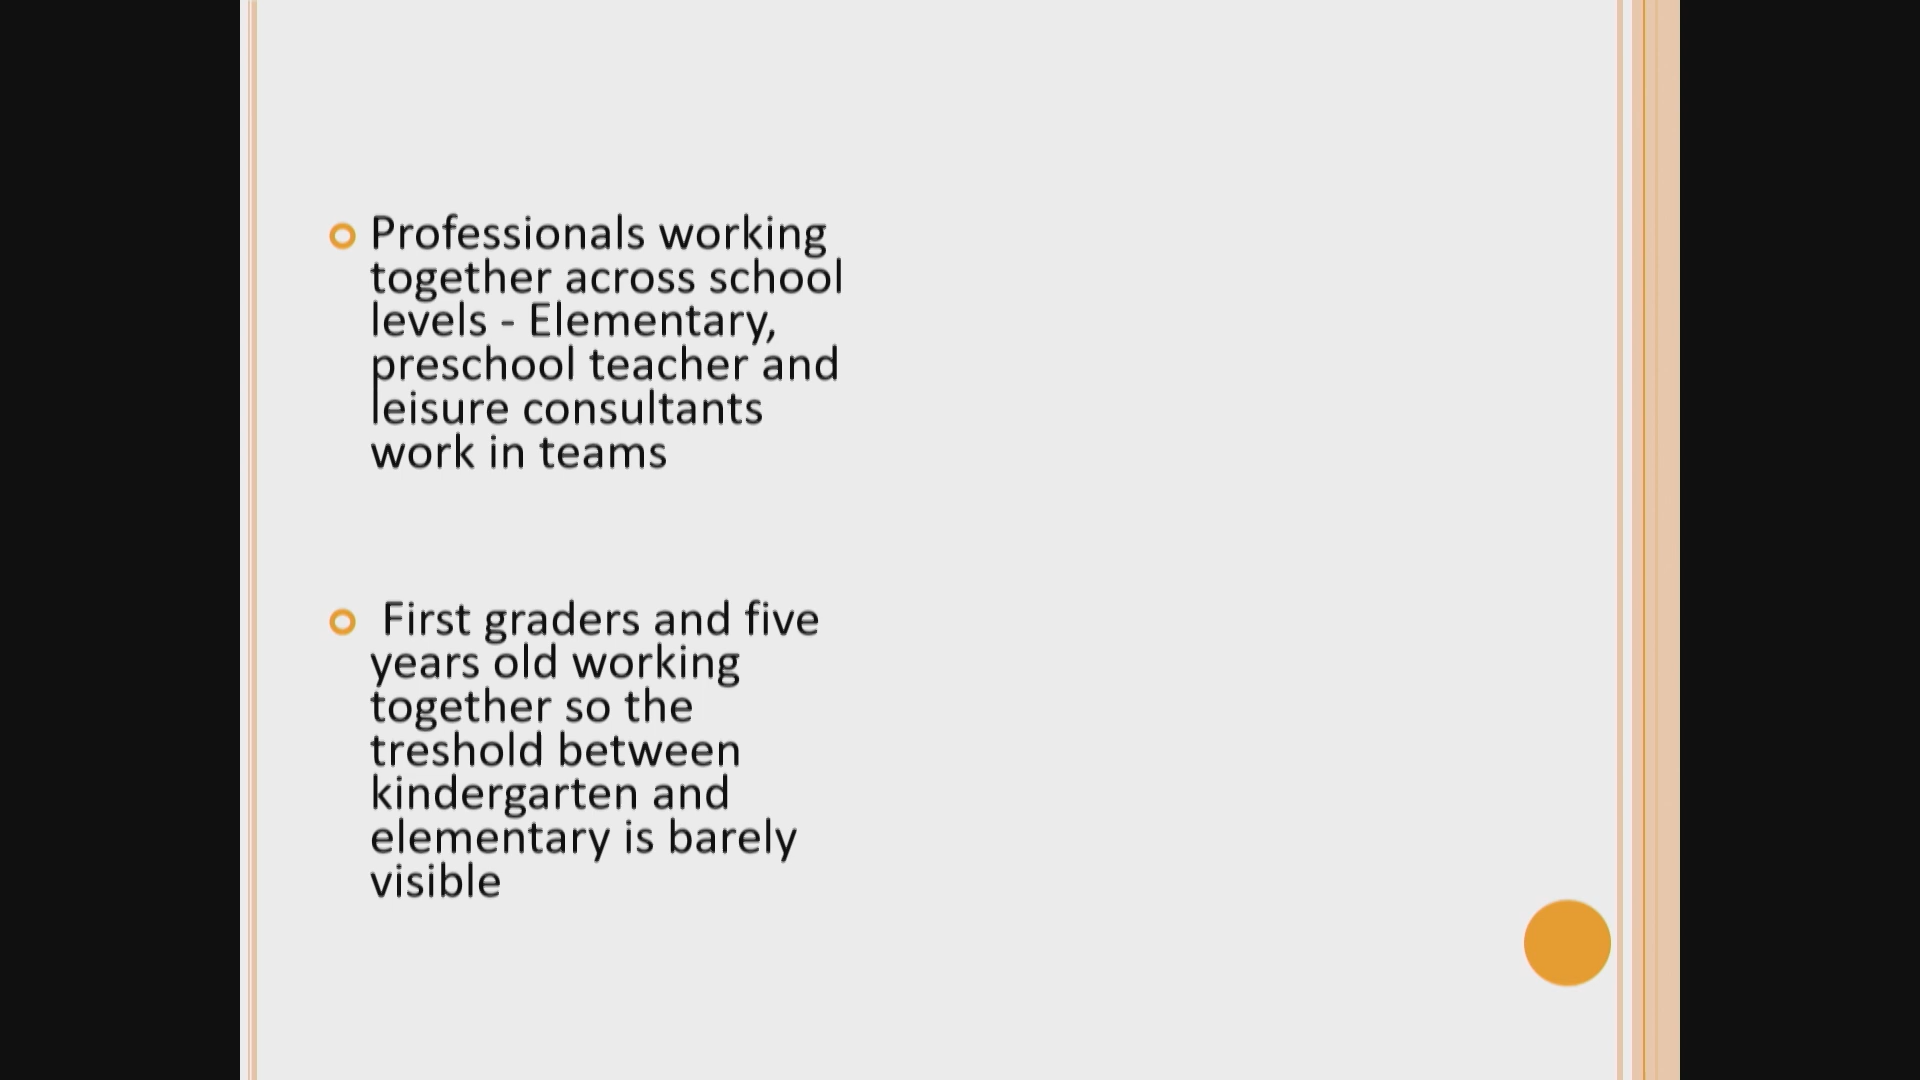 Professionals working
together across school
levels - Elementary,
preschool teacher and
leisure consultants
work in teams
First graders and five
years old working
together so the
treshold between
kindergarten and
elementary is barely
visible